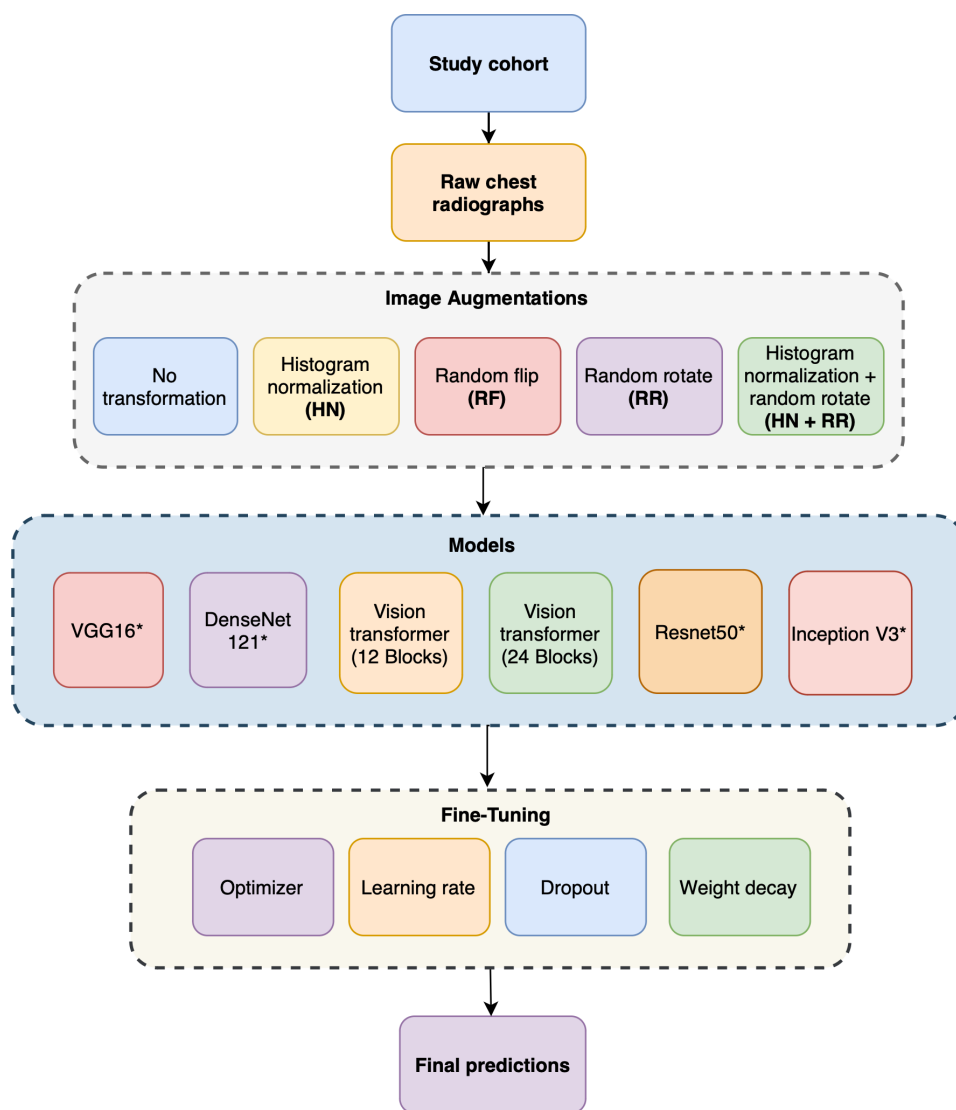 Study cohort
Raw chest
radiographs
Image Augmentations
No
transformation
Histogram
normalization
(HN)
Random flip
(RF)
Random rotate
(RR)
Histogram
normalization +
random rotate
(HN + RR)
Models
VGG16*
DenseNet
121*
Vision
transformer
(12 Blocks)
Vision
transformer
(24 Blocks)
Resnet50*
Inception V3*
Fine-Tuning
Optimizer
Learning rate
Dropout
Weight decay
Final predictions